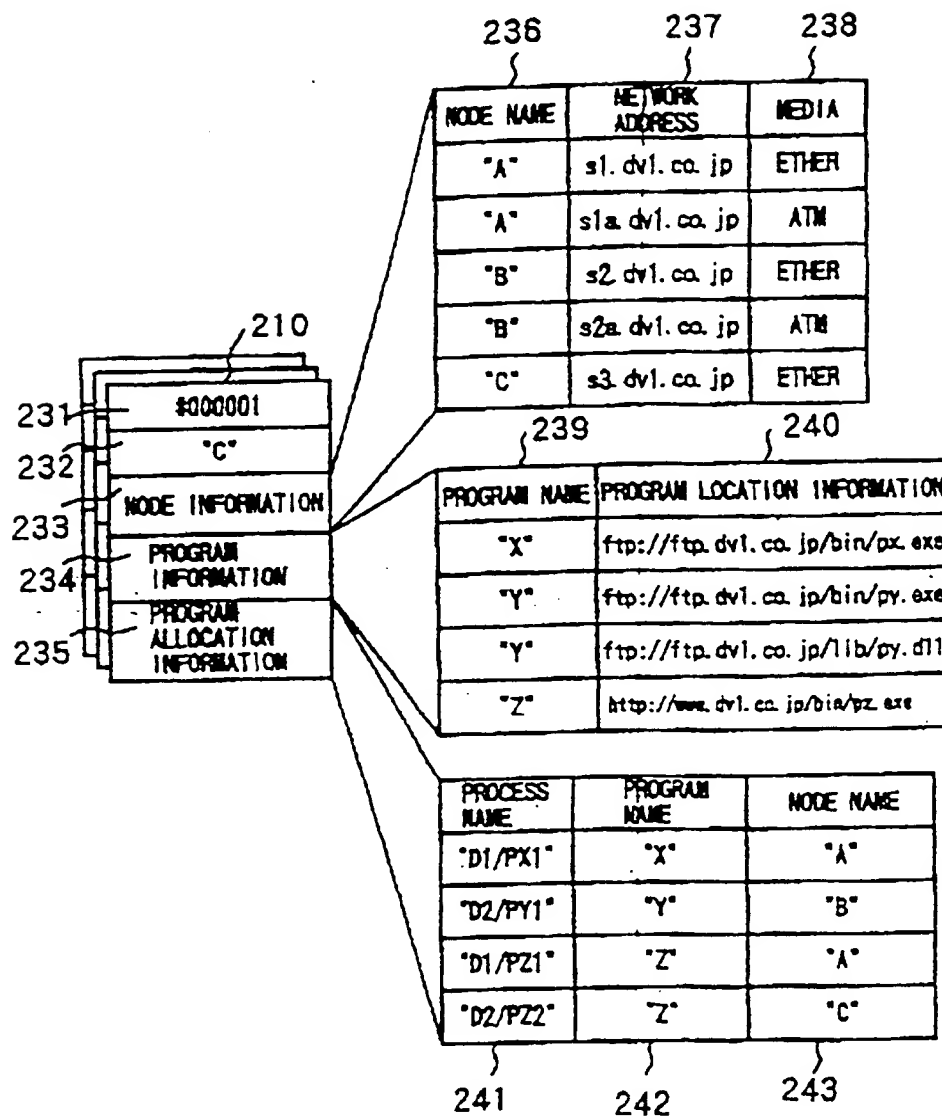 236 237 238
NODE NAME NETWORK ADDRESS MEDIA
"A" s1.dv1.co.jp ETHER
"A" s1a.dv1.co.jp ATM
"B" s2.dv1.co.jp ETHER
"B" s2a.dv1.co.jp ATM
"C" s3.dv1.co.jp ETHER
210
231 #000001
232 "C"
233 NODE INFORMATION
234 PROGRAM INFORMATION
235 PROGRAM ALLOCATION INFORMATION
239 240
PROGRAM NAME PROGRAM LOCATION INFORMATION
"X" ftp://ftp.dv1.co.jp/bin/px.exe
"Y" ftp://ftp.dv1.co.jp/bin/py.exe
"Y" ftp://ftp.dv1.co.jp/lib/py.dll
"Z" http://www.dv1.co.jp/bin/pz.exe
PROCESS NAME PROGRAM NAME NODE NAME
"D1/PX1" "X" "A"
"D2/PY1" "Y" "B"
"D1/PZ1" "Z" "A"
"D2/PZ2" "Z" "C"
241 242 243